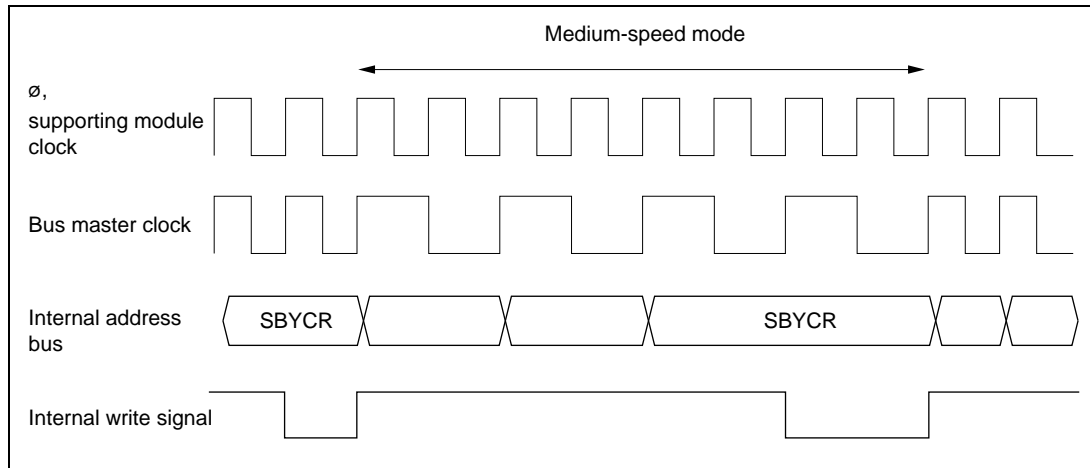 Medium-speed mode
ø,
supporting module
clock
Bus master clock
Internal address
bus
SBYCR
SBYCR
Internal write signal